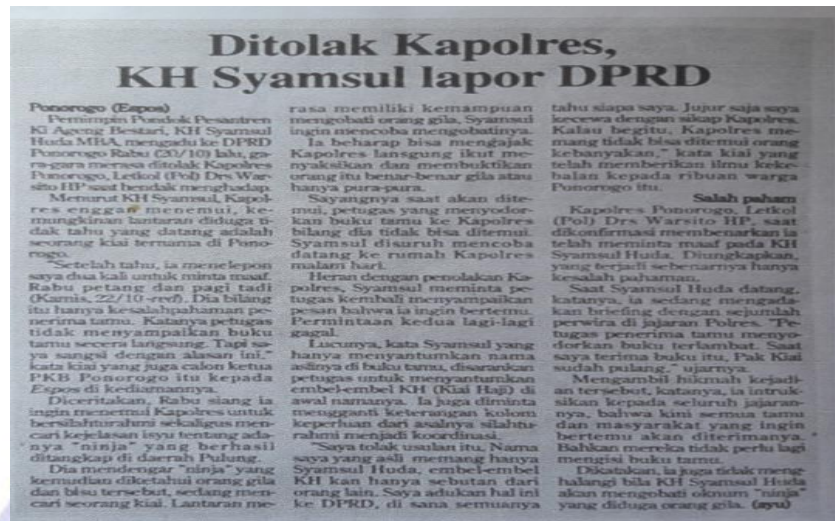 Ditolak Kapolres,
KH Syamsul lapor DPRD
Ponorogo (Espos)
Pemimpin Pondok Pesantren
Ki Ageng Bestari, KH Syamsul
Huda MBA, mengadu ke DPRD
Ponorogo Rabu (20/10) lalu, ga-
ra-gara merasa ditolak Kapolres
Ponorogo, Letkol (Pol) Drs War-
sito HP saat hendak menghadap.
Menurut KH Syamsul, Kapol-
res enggan menemui, ke-
mungkinan lantaran diduga ti-
dak tahu yang datang adalah
seorang kiai ternama di Pono-
rogo.
"Setelah tahu, ia menelepon
saya dua kali untuk minta maaf.
Rabu petang dan pagi tadi
(Kamis, 22/10 -red). Dia bilang
itu hanya kesalahpahaman pe-
nerima tamu. Katanya petugas
tidak menyampaikan buku
tamu secera langsung. Tapi sa-
ya sangsi dengan alasan ini,"
kata kiai yang juga calon ketua
PKB Ponorogo itu kepada
Espos di kediamannya.
Diceritakan, Rabu siang ia
ingin menemui Kapolres untuk
bersilahturahmi sekaligus men-
cari kejelasan isyu tentang ada-
nya "ninja" yang berhasil
ditangkap di daerah Pulung.
Dia mendengar "ninja" yang
kemudian diketahui orang gila
dan bisu tersebut, sedang men-
cari seorang kiai. Lantaran me-
rasa memiliki kemampuan
mengobati orang gila, Syamsul
ingin mencoba mengobatinya.
Ia beharap bisa mengajak
Kapolres langsung ikut me-
nyaksikan dan membuktikan
orang itu benar-benar gila atau
hanya pura-pura.
Sayangnya saat akan dite-
mui, petugas yang menyodor-
kan buku tamu ke Kapolres
bilang dia tidak bisa ditemui.
Syamsul disuruh mencoba
datang ke rumah Kapolres
malam hari.
Heran dengan penolakan Ka-
polres, Syamsul meminta pe-
tugas kembali menyampaikan
pesan bahwa ia ingin bertemu.
Permintaan kedua lagi-lagi
gagal.
Lucunya, kata Syamsul yang
hanya menyantumkan nama
aslinya di buku tamu, disarankan
petugas untuk menyantumkan
embel-embel KH (Kiai Haji) di
awal namanya. Ia juga diminta
mengganti keterangan kolom
keperluan dari asalnya silahtu-
rahmi menjadi koordinasi.
"Saya tolak usulan itu. Nama
saya yang asli memang hanya
Syamsul Huda, embel-embel
KH kan hanya sebutan dari
orang lain. Saya adukan hal ini
ke DPRD, di sana semuanya
tahu siapa saya. Jujur saja saya
kecewa dengan sikap Kapolres.
Kalau begitu, Kapolres me-
mang tidak bisa ditemui orang
kebanyakan," kata kiai yang
telah memberikan ilmu keke-
balan kepada ribuan warga
Ponorogo itu.
Salah paham
Kapolres Ponorogo, Letkol
(Pol) Drs Warsito HP, saat
dikonfirmasi membenarkan ia
telah meminta maaf pada KH
Syamsul Huda. Diungkapkan,
yang terjadi sebenarnya hanya
kesalah pahaman.
Saat Syamsul Huda datang,
katanya, ia sedang mengada-
kan briefing dengan sejumlah
perwira di jajaran Polres. "Pe-
tugas penerima tamu menyo-
dorkan buku terlambat. Saat
saya terima buku itu, Pak Kiai
sudah pulang," ujarnya.
Mengambil hikmah kejadi-
an tersebut, katanya, ia intruk-
sikan kepada seluruh jajaran-
nya, bahwa kini semua tamu
dan masyarakat yang ingin
bertemu akan diterimanya.
Bahkan mereka tidak perlu lagi
mengisi buku tamu.
Dikatakan, ia juga tidak meng-
halangi bila KH Syamsul Huda
akan mengobati oknum "ninja"
yang diduga orang gila. (ayu)